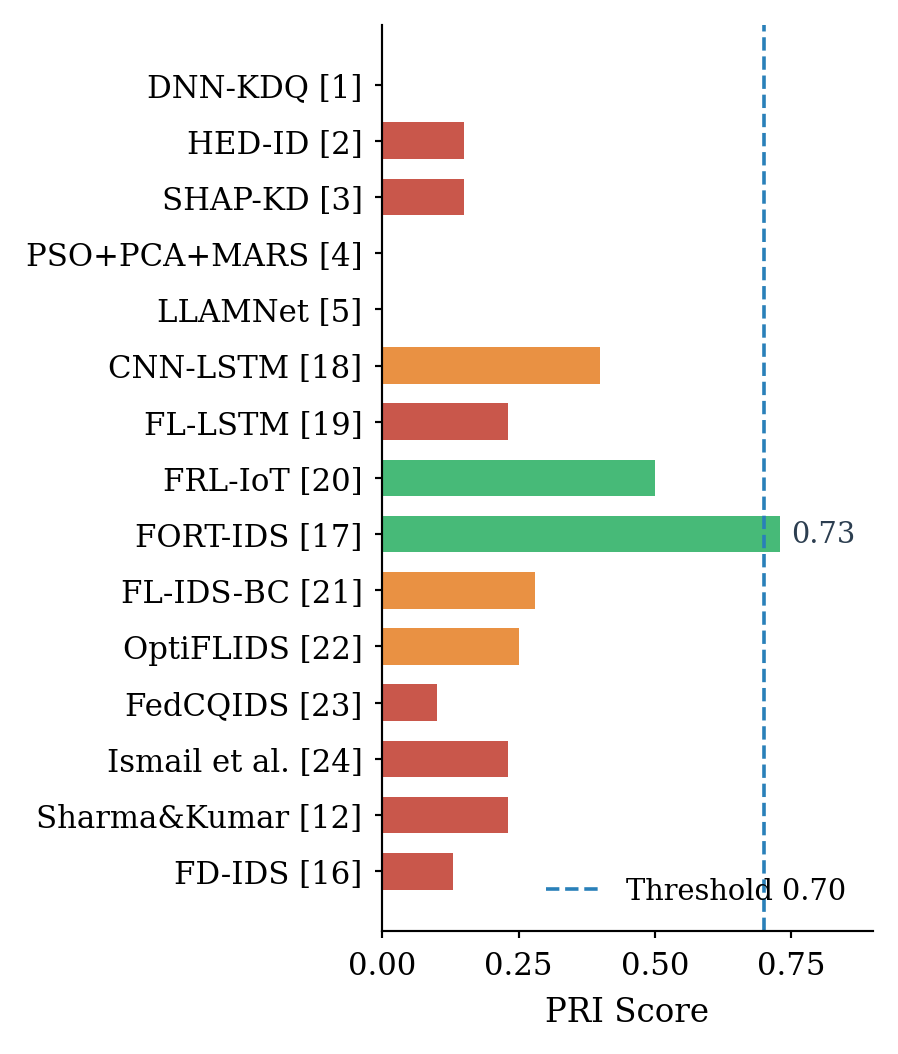 DNN-KDQ [1]
HED-ID [2]
SHAP-KD [3]
PSO+PCA+MARS [4]
LLAMNet [5]
CNN-LSTM [18]
FL-LSTM [19]
FRL-IoT [20]
FORT-IDS [17]
0.73
FL-IDS-BC [21]
OptiFLIDS [22]
FedCQIDS [23]
Ismail et al. [24]
Sharma&Kumar [12]
FD-IDS [16]
Threshold 0.70
0.00 0.25 0.50 0.75
PRI Score